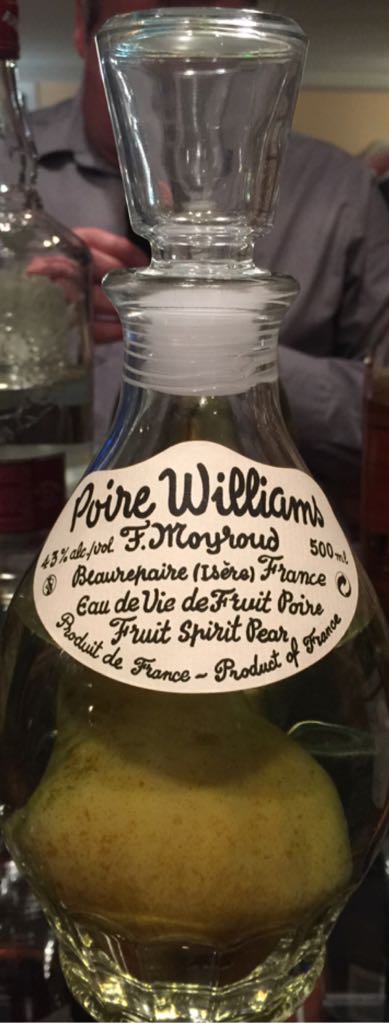 Poire Williams
43% alc/vol F. Moyroud 500 ml
Beaurepaire (Isère) France
Eau de Vie de Fruit Poire
Fruit Spirit Pear
Produit de France ~ Product of France